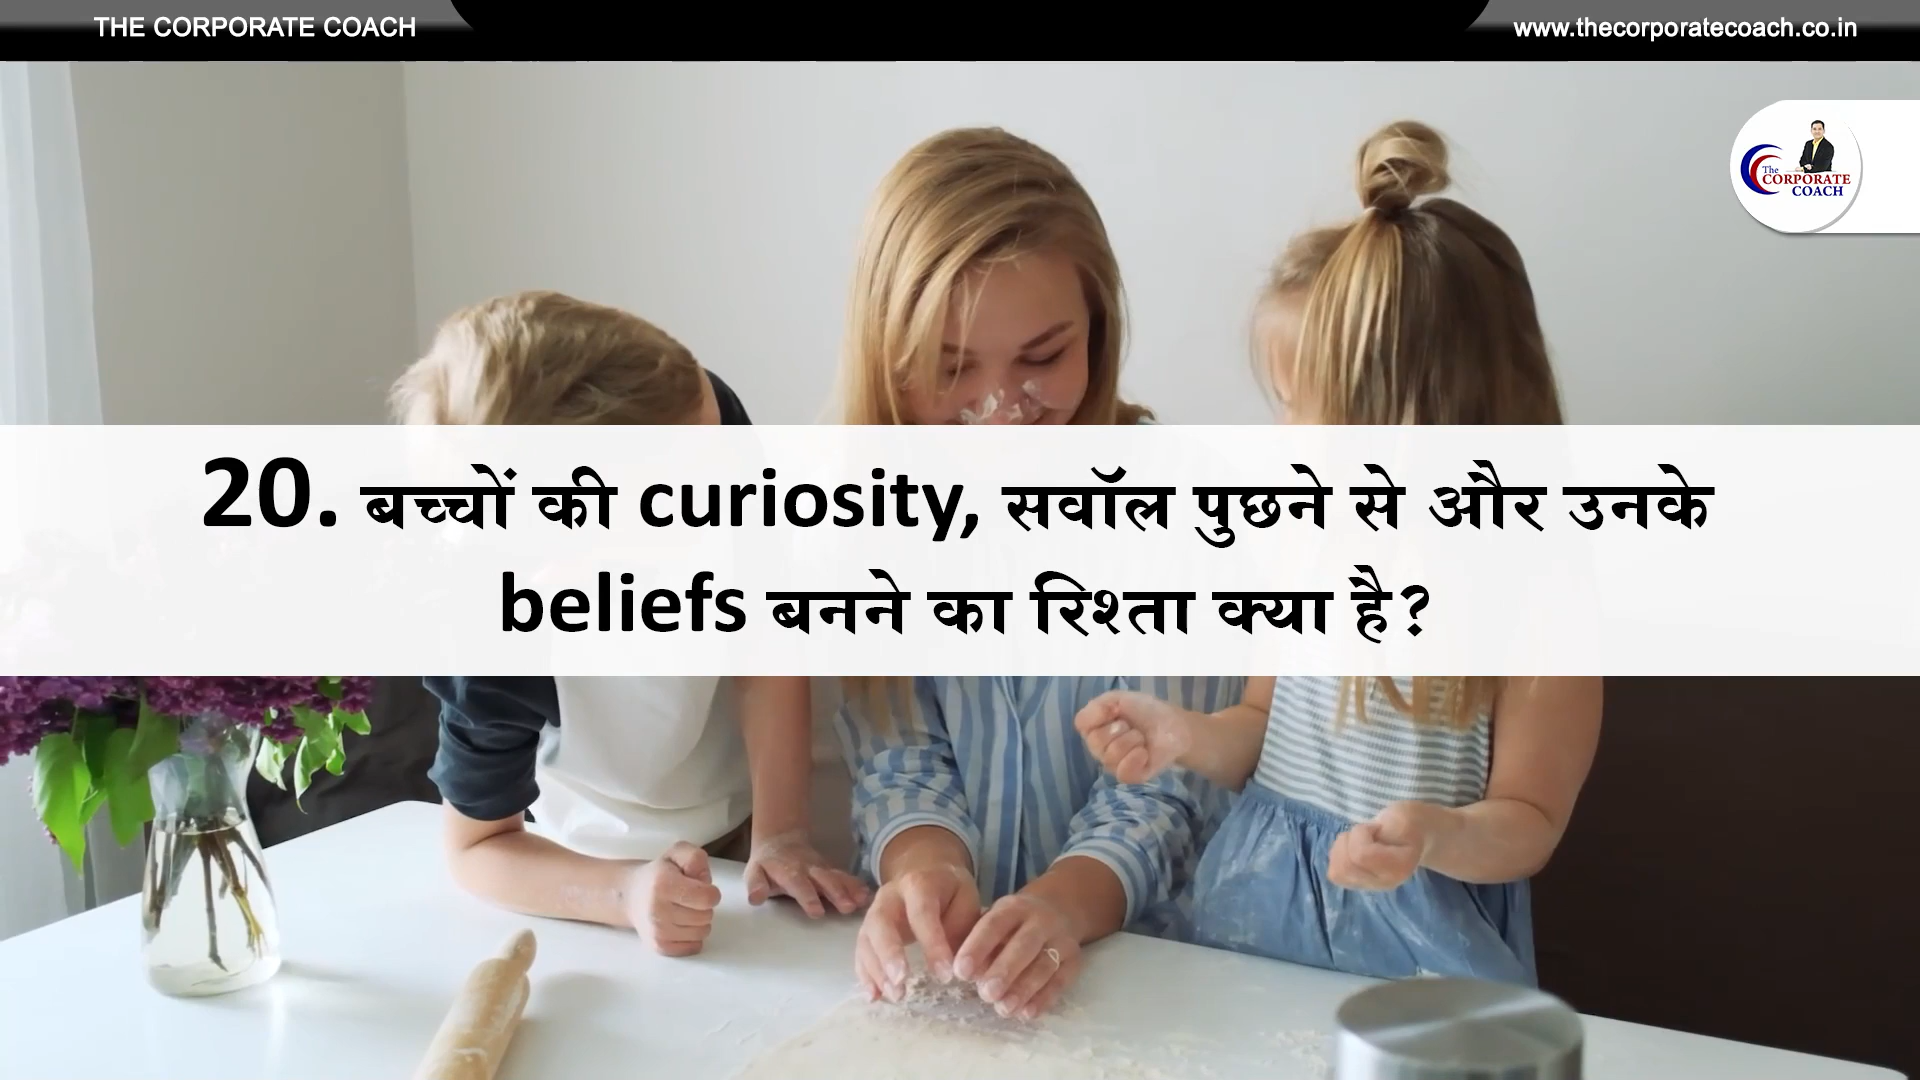 THE CORPORATE COACH
www.thecorporatecoach.co.in
The
CORPORATE
COACH
20. बच्चों की curiosity, सवॉल पुछने से और उनके
beliefs बनने का रिश्ता क्या है?